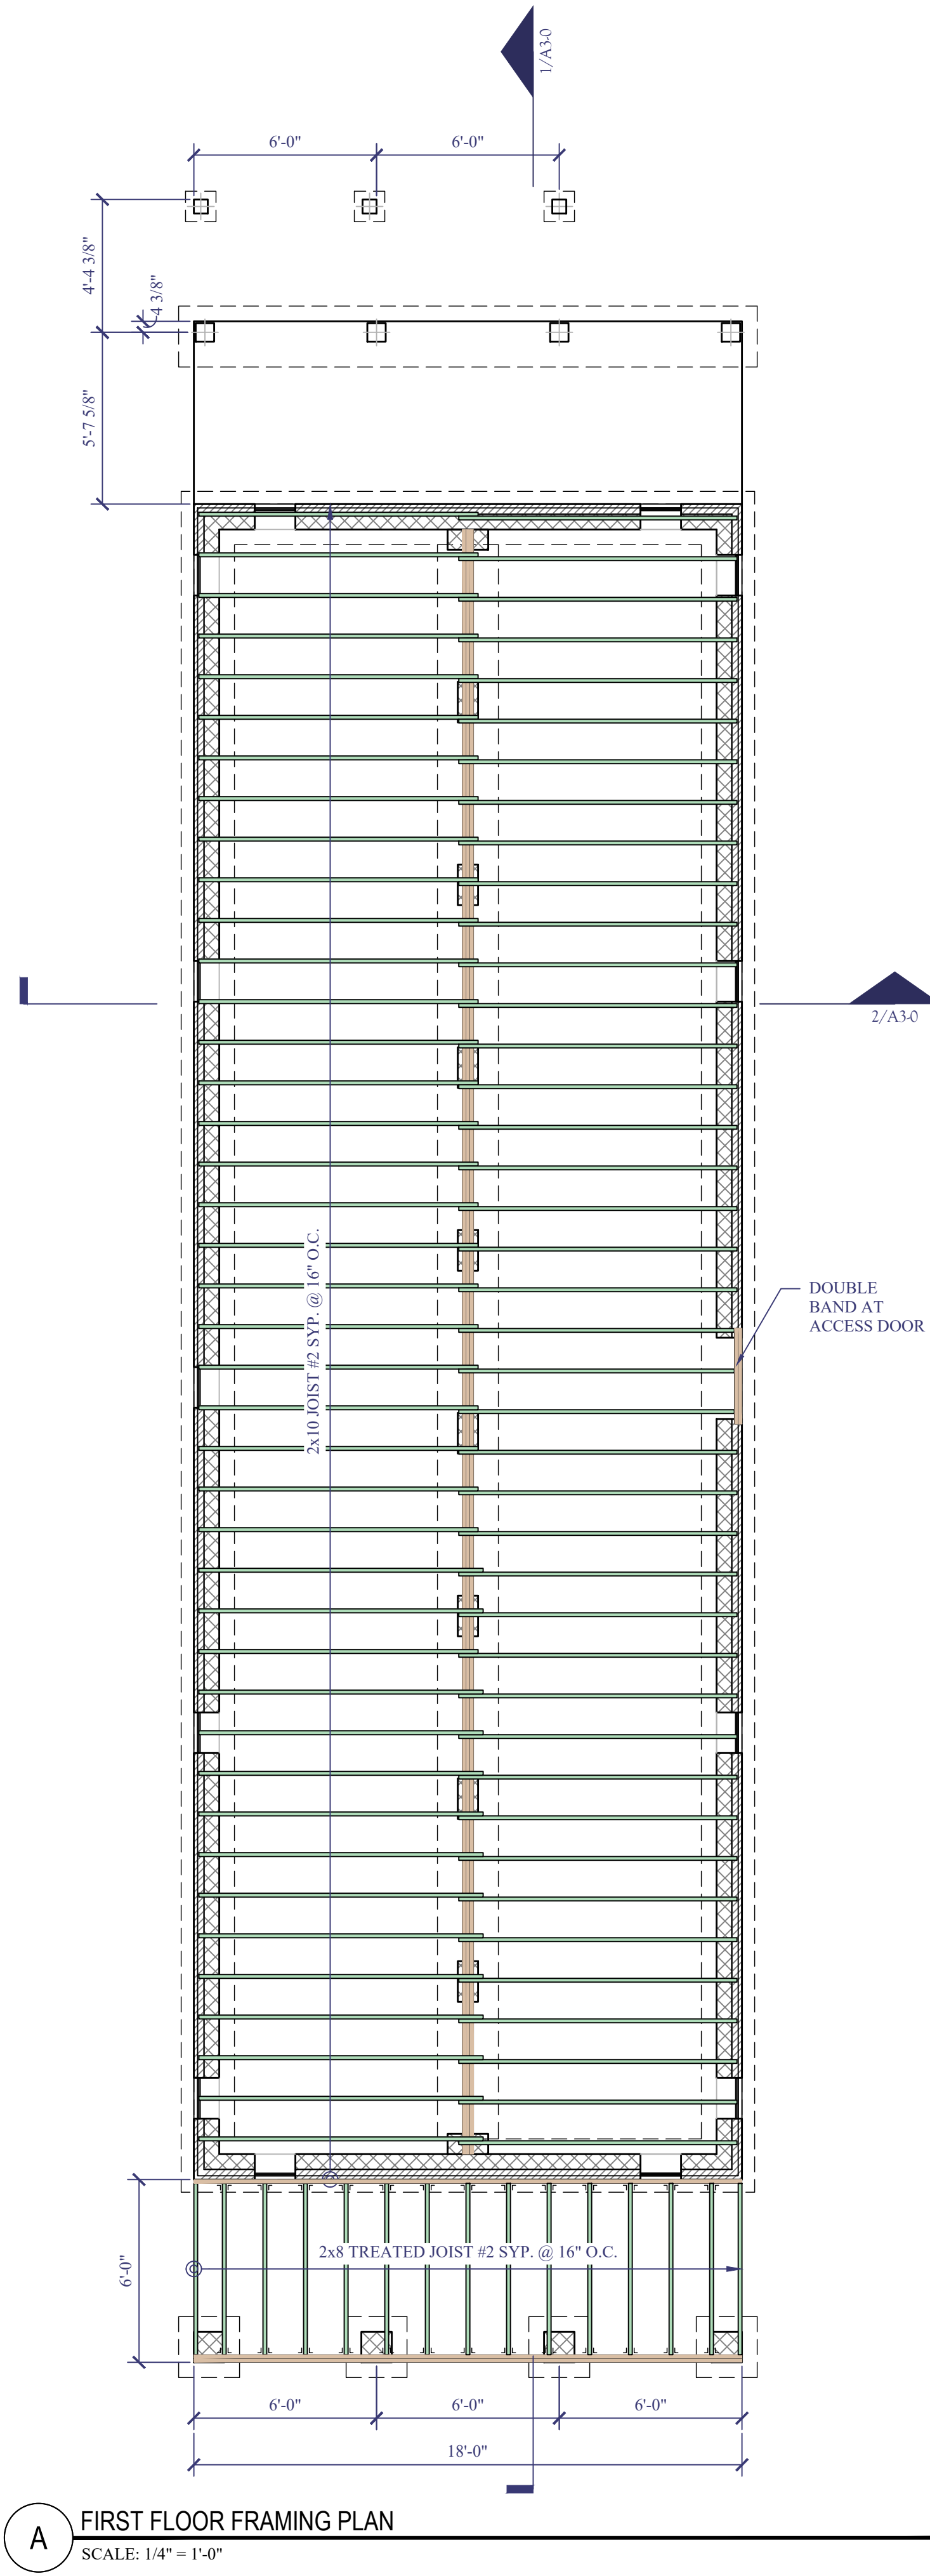 1/A3-0
6'-0" 6'-0"
4'-4 3/8"
4 3/8"
5'-7 5/8"
2/A3-0
2x10 JOIST #2 SYP. @ 16" O.C.
DOUBLE
BAND AT
ACCESS DOOR
2x8 TREATED JOIST #2 SYP. @ 16" O.C.
6'-0"
6'-0" 6'-0" 6'-0"
18'-0"
A FIRST FLOOR FRAMING PLAN
SCALE: 1/4" = 1'-0"